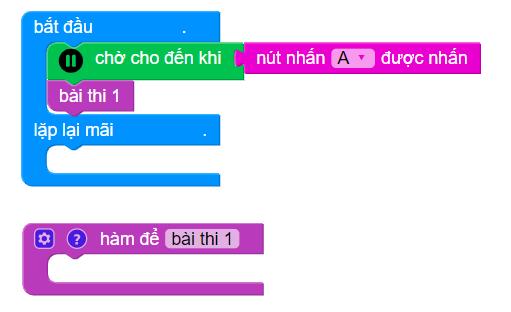 bắt đầu .
chờ cho đến khi nút nhấn A ▾ được nhấn
bài thi 1
lặp lại mãi .
? hàm để bài thi 1